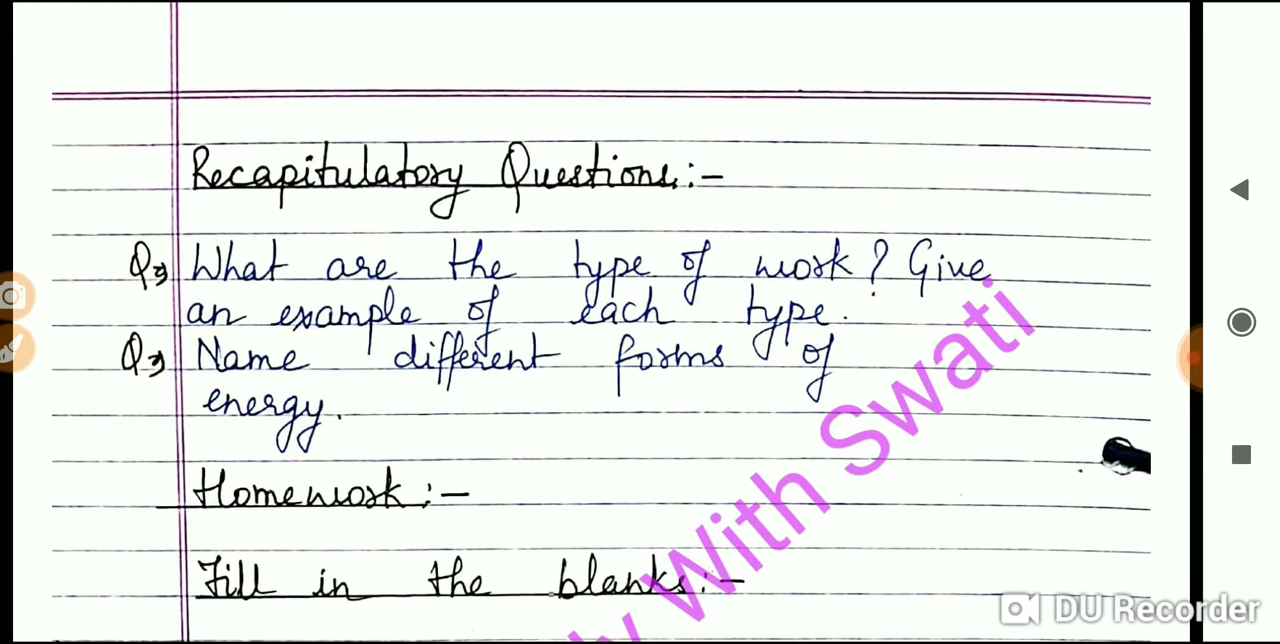 Recapitulatory Questions:-
Q→ What are the type of work? Give
an example of each type.
Q→ Name different forms of
energy.
Homework:-
Fill in the blanks:-
With Swati
DU Recorder